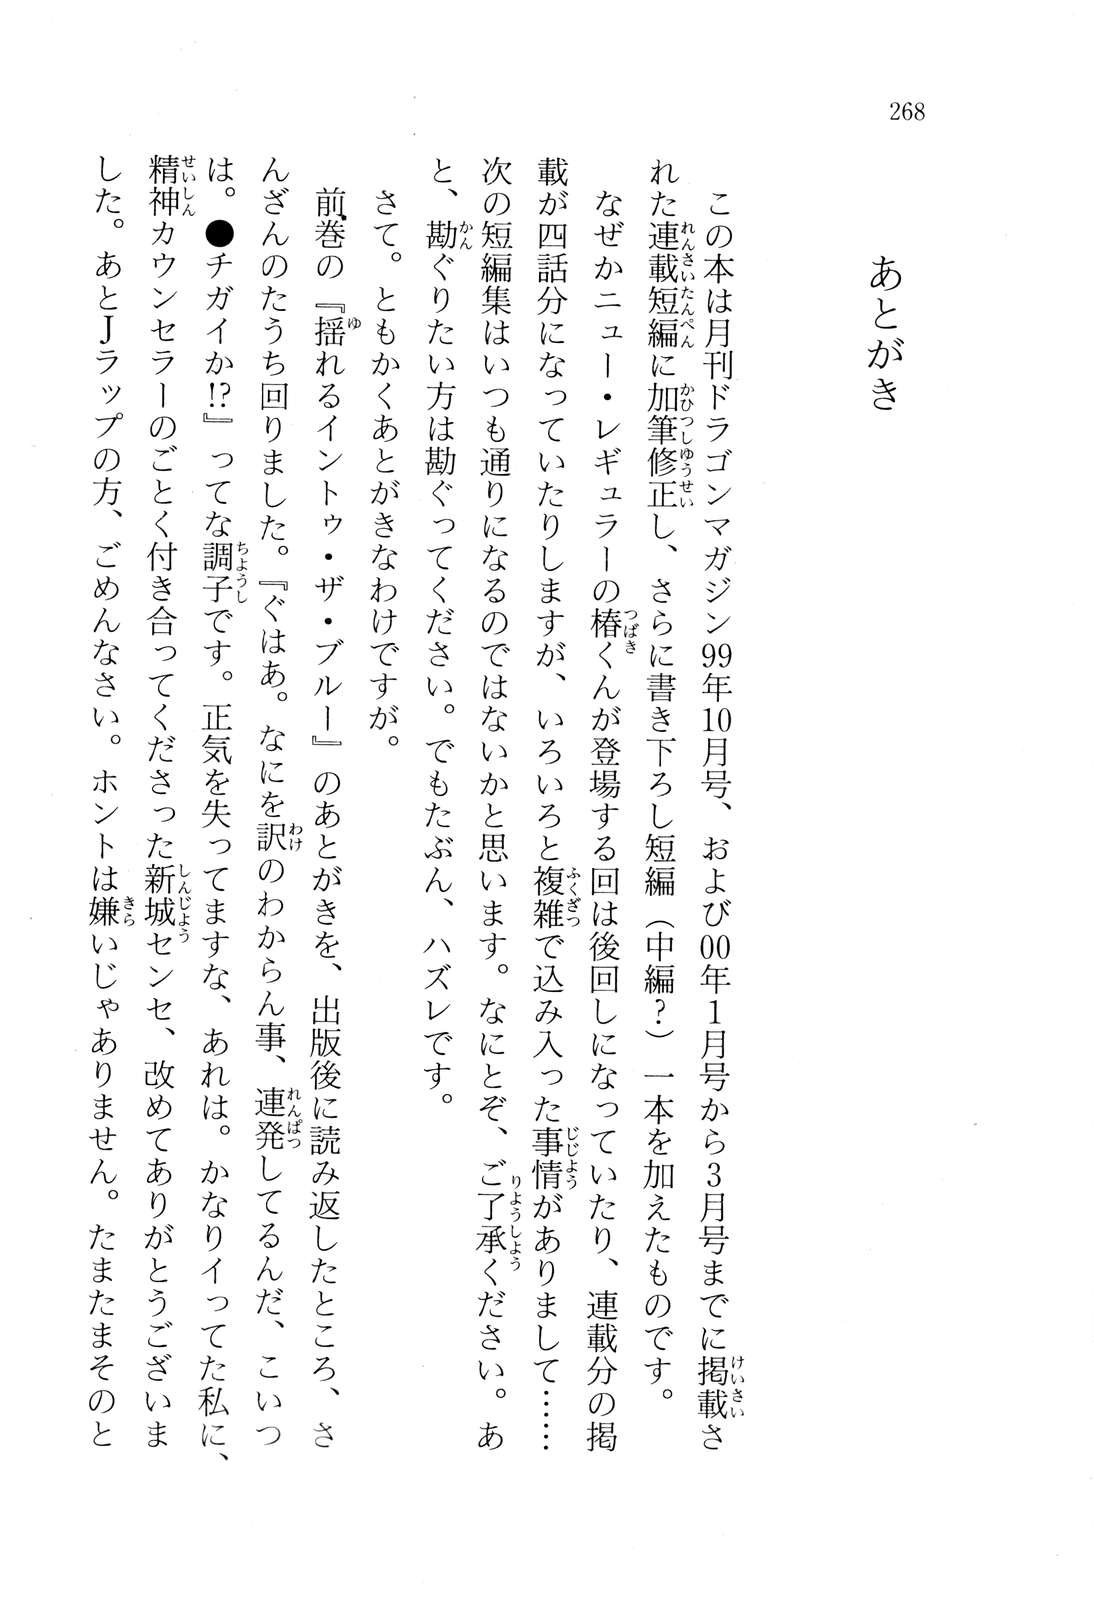 268
あとがき
この本は月刊ドラゴンマガジン99年10月号、および00年1月号から3月号までに掲載さ
れた連載短編に加筆修正し、さらに書き下ろし短編（中編？）一本を加えたものです。
なぜかニュー・レギュラーの椿くんが登場する回は後回しになっていたり、連載分の掲
載が四話分になっていたりしますが、いろいろと複雑で込み入った事情がありまして……
次の短編集はいつも通りになるのではないかと思います。なにとぞ、ご了承ください。あ
と、勘ぐりたい方は勘ぐってください。でもたぶん、ハズレです。
さて。ともかくあとがきなわけですが。
前巻の『揺れるイントゥ・ザ・ブルー』のあとがきを、出版後に読み返したところ、さ
んざんのたうち回りました。『ぐはあ。なにを訳のわからん事、連発してるんだ、こいつ
は。●チガイか!?』ってな調子です。正気を失ってますな、あれは。かなりイってた私に、
精神カウンセラーのごとく付き合ってくださった新城センセ、改めてありがとうございま
した。あとJラップの方、ごめんなさい。ホントは嫌いじゃありません。たまたまそのと